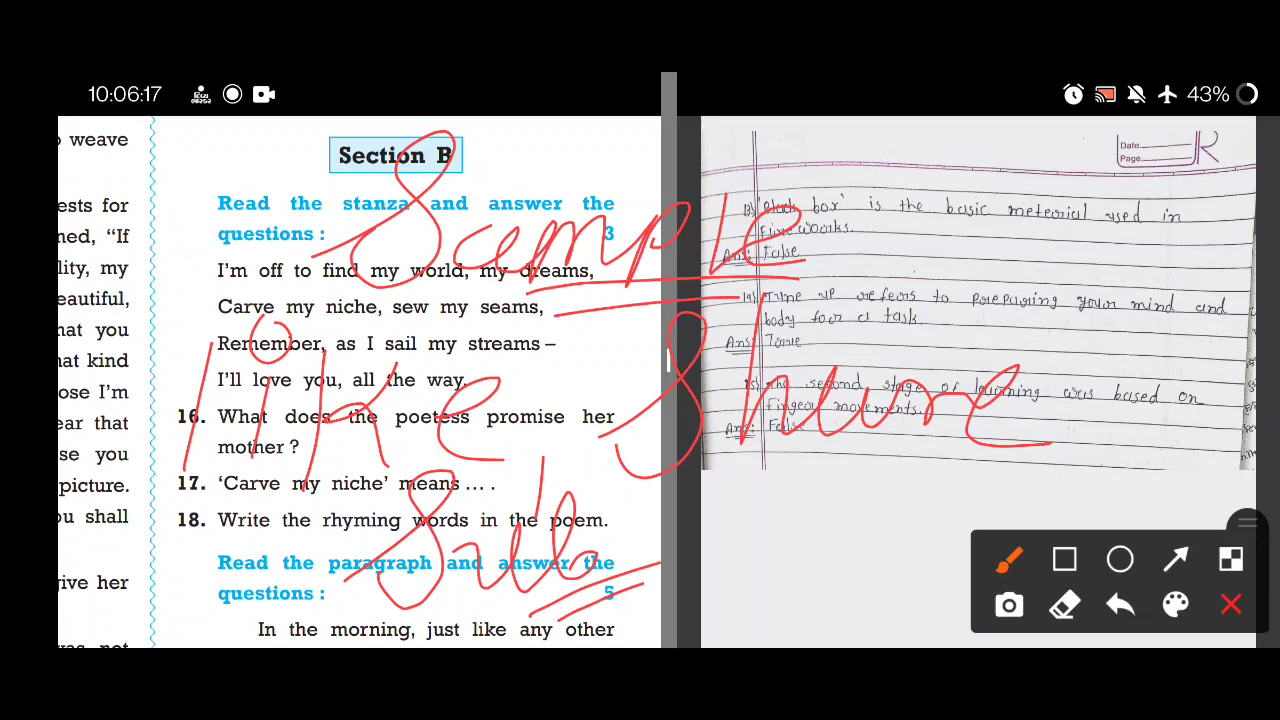 10:06:17
43%
o weave
ests for
ned, "If
lity, my
eautiful,
hat you
hat kind
ose I'm
ear that
se you
picture.
ou shall
give her
was not
Section B
Read the stanza and answer the
questions : 3
I'm off to find my world, my dreams,
Carve my niche, sew my seams,
Remember, as I sail my streams –
I'll love you, all the way.
16. What does the poetess promise her
mother ?
17. 'Carve my niche' means ... .
18. Write the rhyming words in the poem.
Read the paragraph and answer the
questions : 5
In the morning, just like any other
Date
Page
R
13) 'Black box' is the basic meterial used in
Fireworks.
Ans: False
14) Tune up refers to preparing your mind and
body for a task.
Ans: True
15) The second stage of learning was based on
Finger movements.
Ans: False
like Share